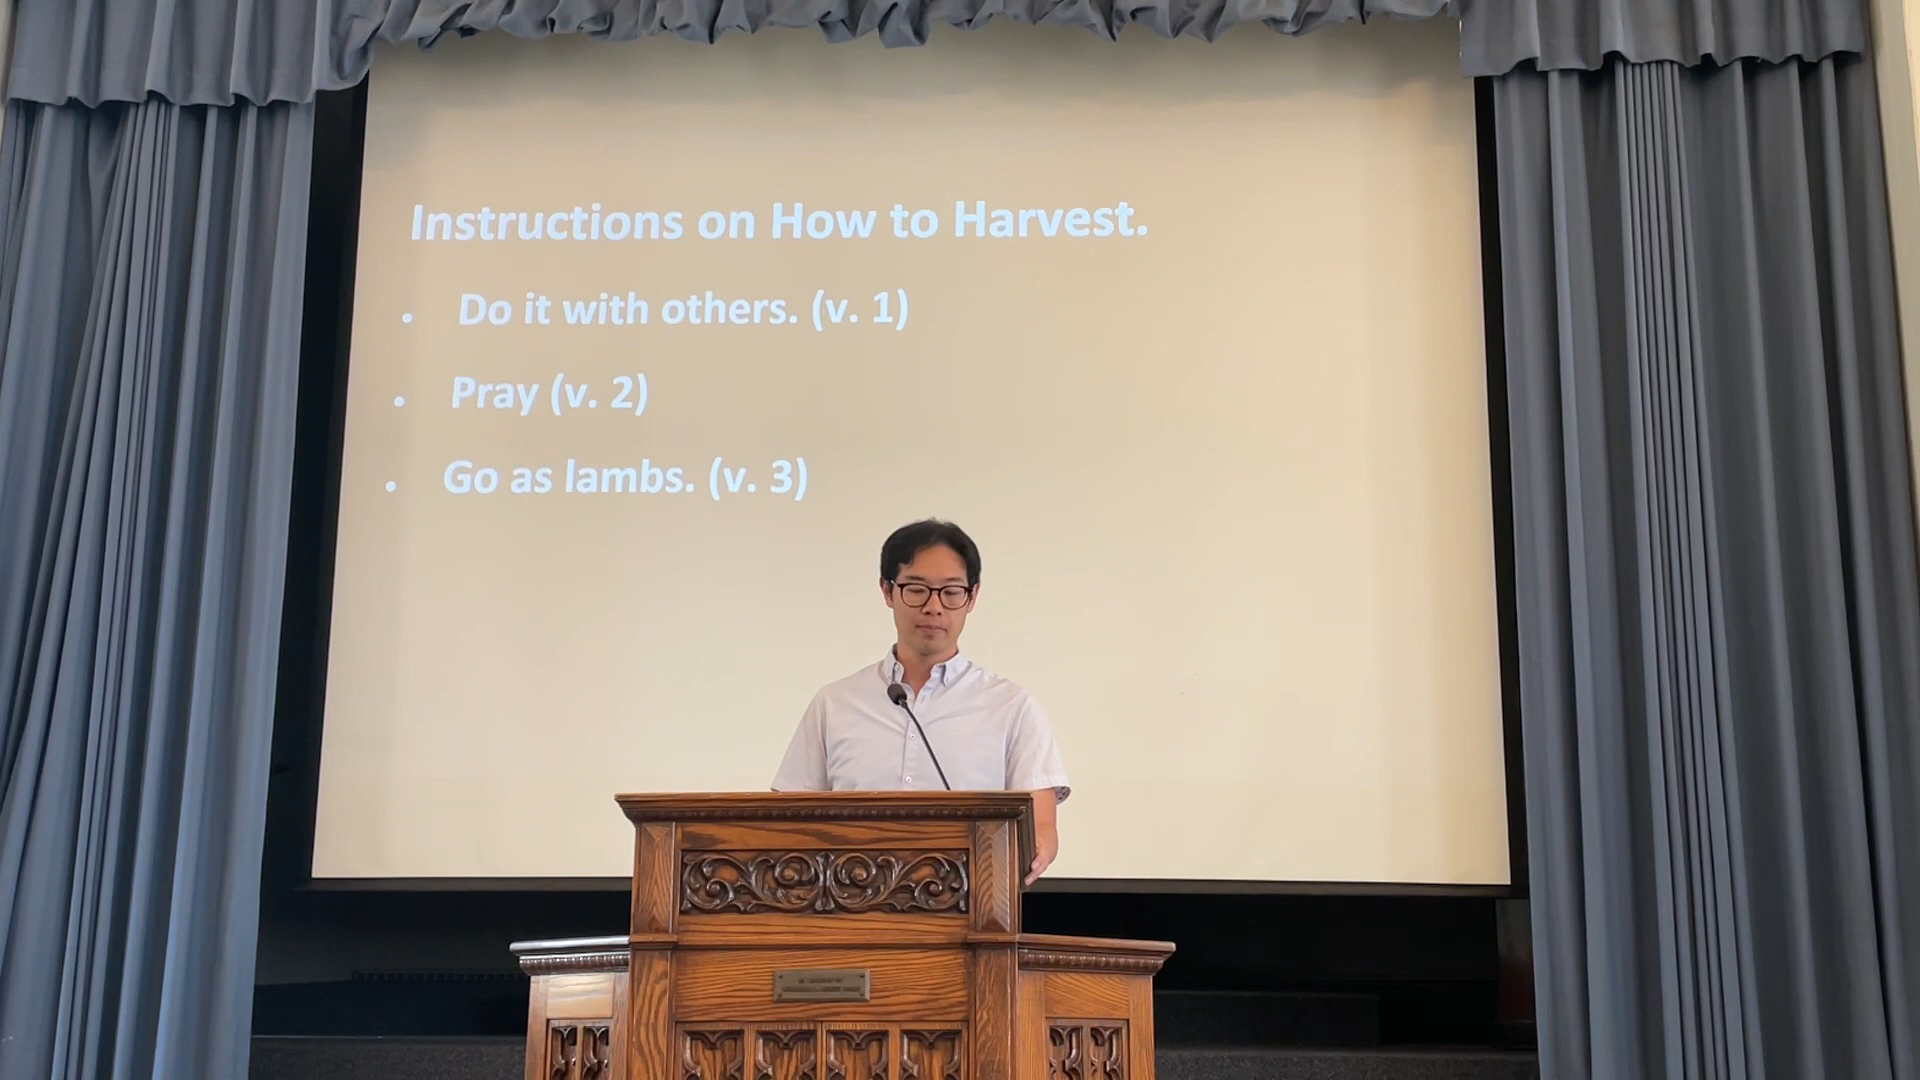 Instructions on How to Harvest.
• Do it with others. (v. 1)
• Pray (v. 2)
• Go as lambs. (v. 3)